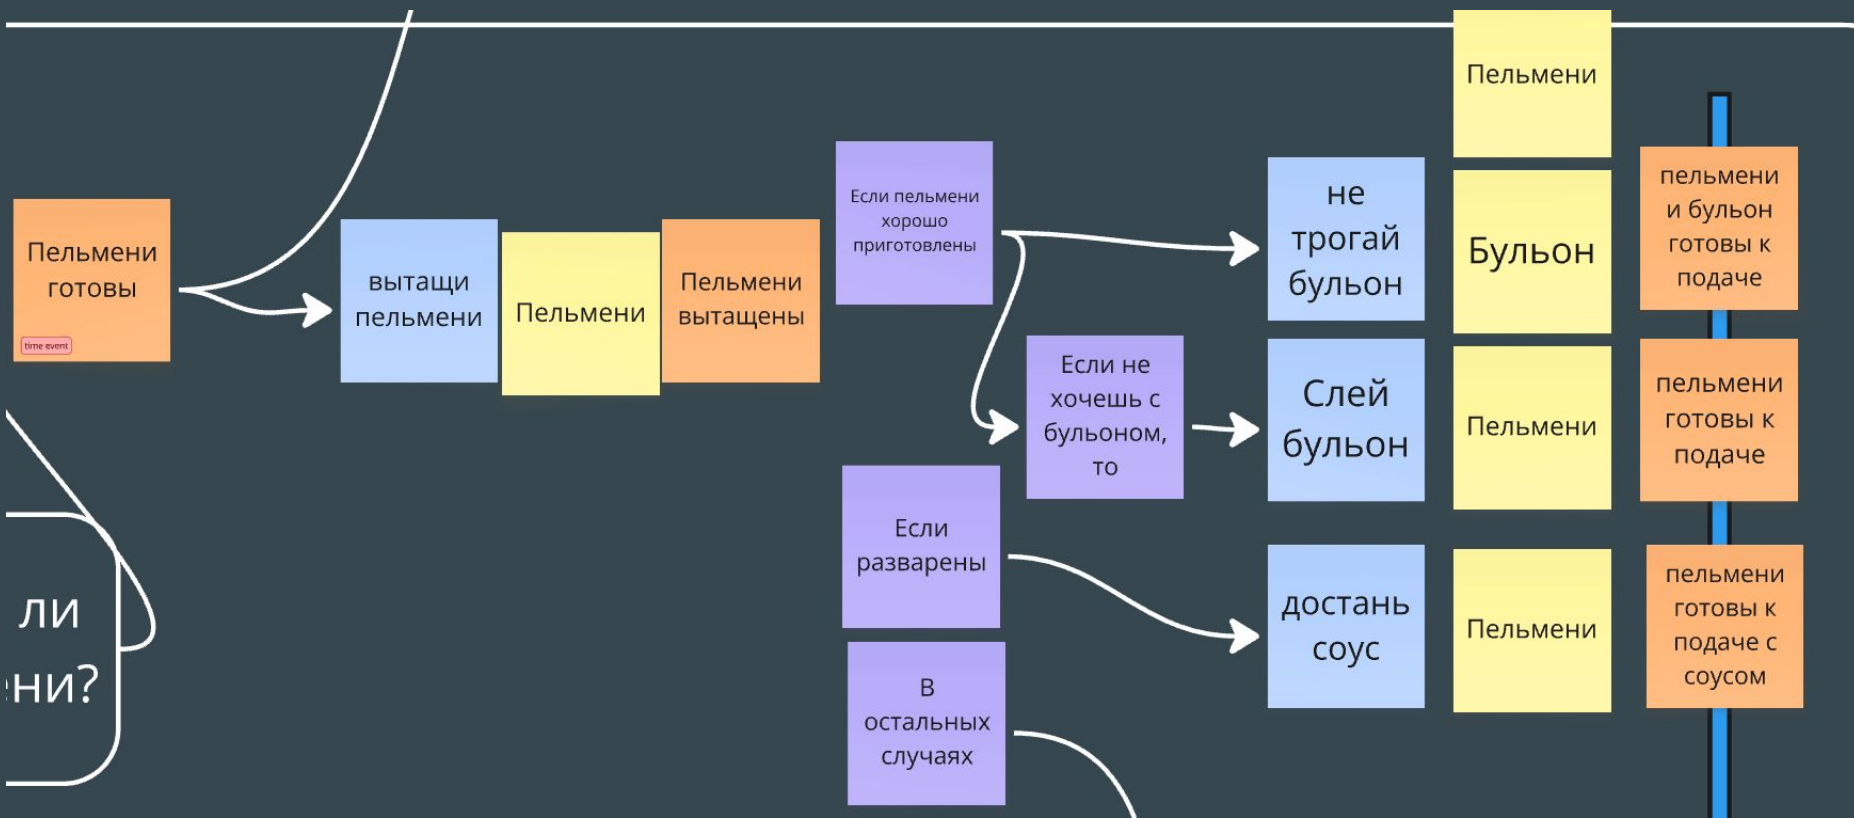 Пельмени
готовы
time event
вытащи
пельмени
Пельмени
Пельмени
вытащены
Если пельмени
хорошо
приготовлены
Если не
хочешь с
бульоном,
то
Если
разварены
В
остальных
случаях
не
трогай
бульон
Пельмени
Бульон
пельмени
и бульон
готовы к
подаче
Слей
бульон
Пельмени
пельмени
готовы к
подаче
достань
соус
Пельмени
пельмени
готовы к
подаче с
соусом
ли
ни?